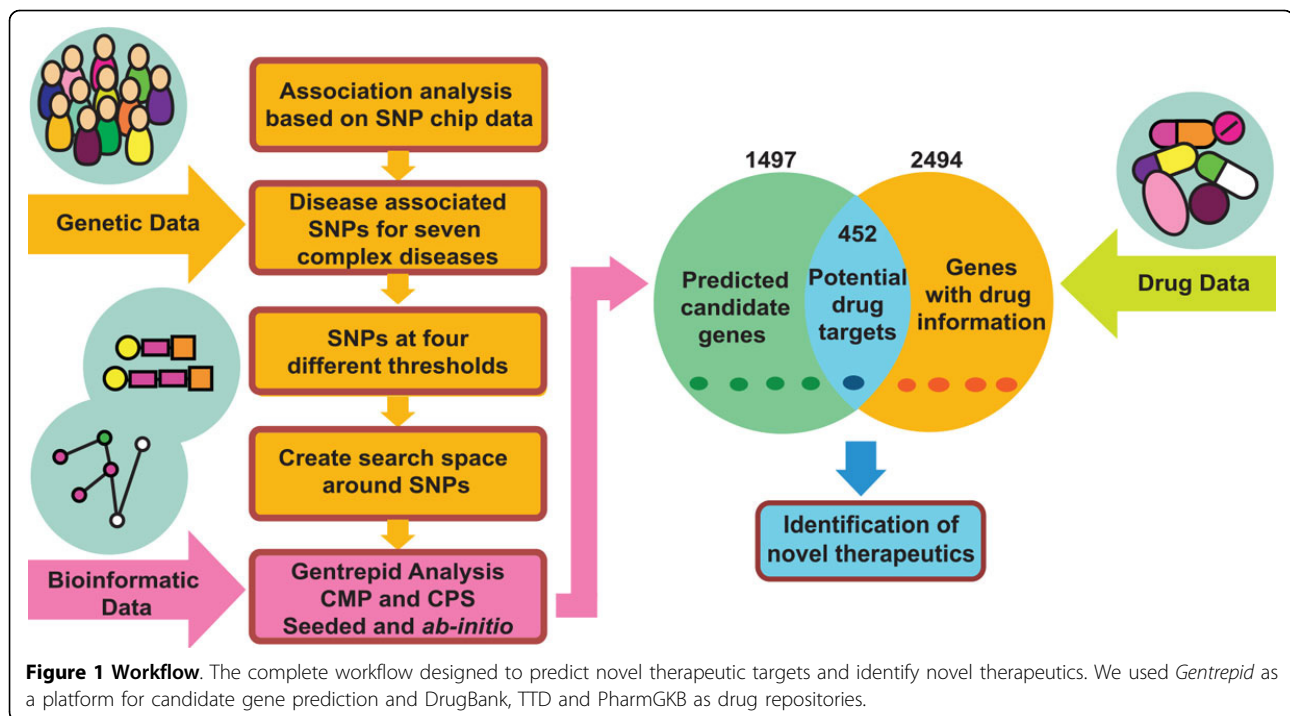 Genetic Data
Bioinformatic
Data
Association analysis
based on SNP chip data
Disease associated
SNPs for seven
complex diseases
SNPs at four
different thresholds
Create search space
around SNPs
Gentrepid Analysis
CMP and CPS
Seeded and ab-initio
1497
2494
452
Predicted
candidate
genes
Potential
drug
targets
Genes
with drug
information
Drug Data
Identification of
novel therapeutics
Figure 1 Workflow. The complete workflow designed to predict novel therapeutic targets and identify novel therapeutics. We used Gentrepid as
a platform for candidate gene prediction and DrugBank, TTD and PharmGKB as drug repositories.